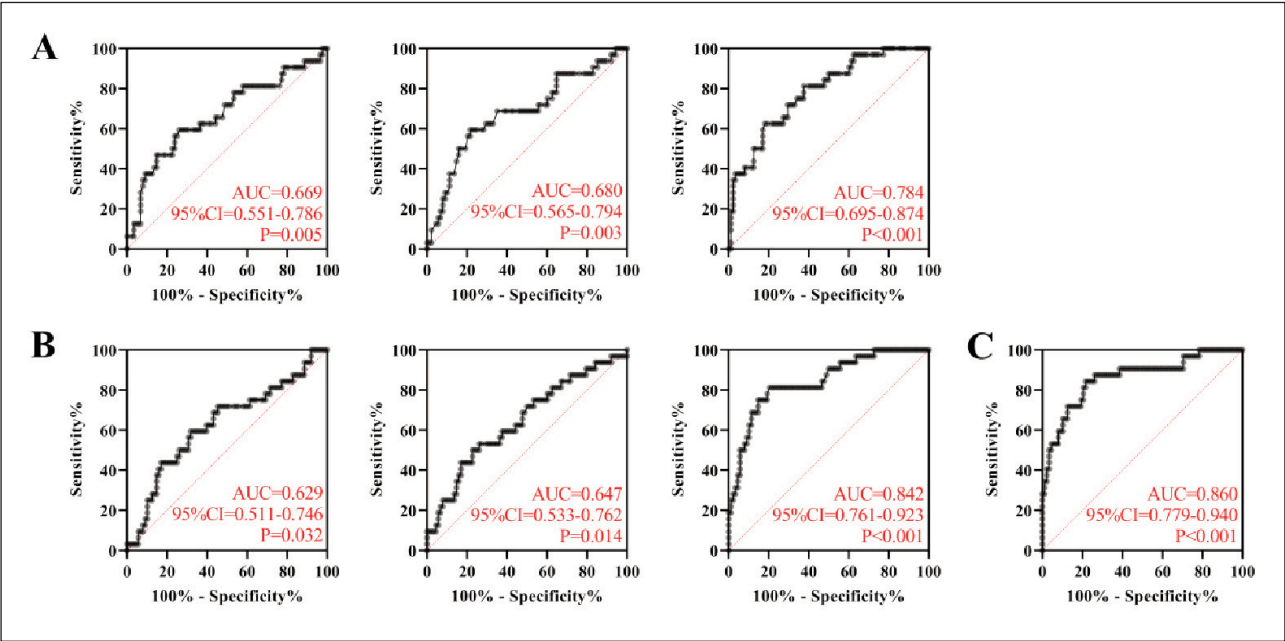 A
100
80
60
40
20
0
Sensitivity%
AUC=0.669
95%CI=0.551-0.786
P=0.005
0 20 40 60 80 100
100% - Specificity%
100
80
60
40
20
0
Sensitivity%
AUC=0.680
95%CI=0.565-0.794
P=0.003
0 20 40 60 80 100
100% - Specificity%
100
80
60
40
20
0
Sensitivity%
AUC=0.784
95%CI=0.695-0.874
P<0.001
0 20 40 60 80 100
100% - Specificity%
B
100
80
60
40
20
0
Sensitivity%
AUC=0.629
95%CI=0.511-0.746
P=0.032
0 20 40 60 80 100
100% - Specificity%
100
80
60
40
20
0
Sensitivity%
AUC=0.647
95%CI=0.533-0.762
P=0.014
0 20 40 60 80 100
100% - Specificity%
100
80
60
40
20
0
Sensitivity%
AUC=0.842
95%CI=0.761-0.923
P<0.001
0 20 40 60 80 100
100% - Specificity%
C
100
80
60
40
20
0
Sensitivity%
AUC=0.860
95%CI=0.779-0.940
P<0.001
0 20 40 60 80 100
100% - Specificity%